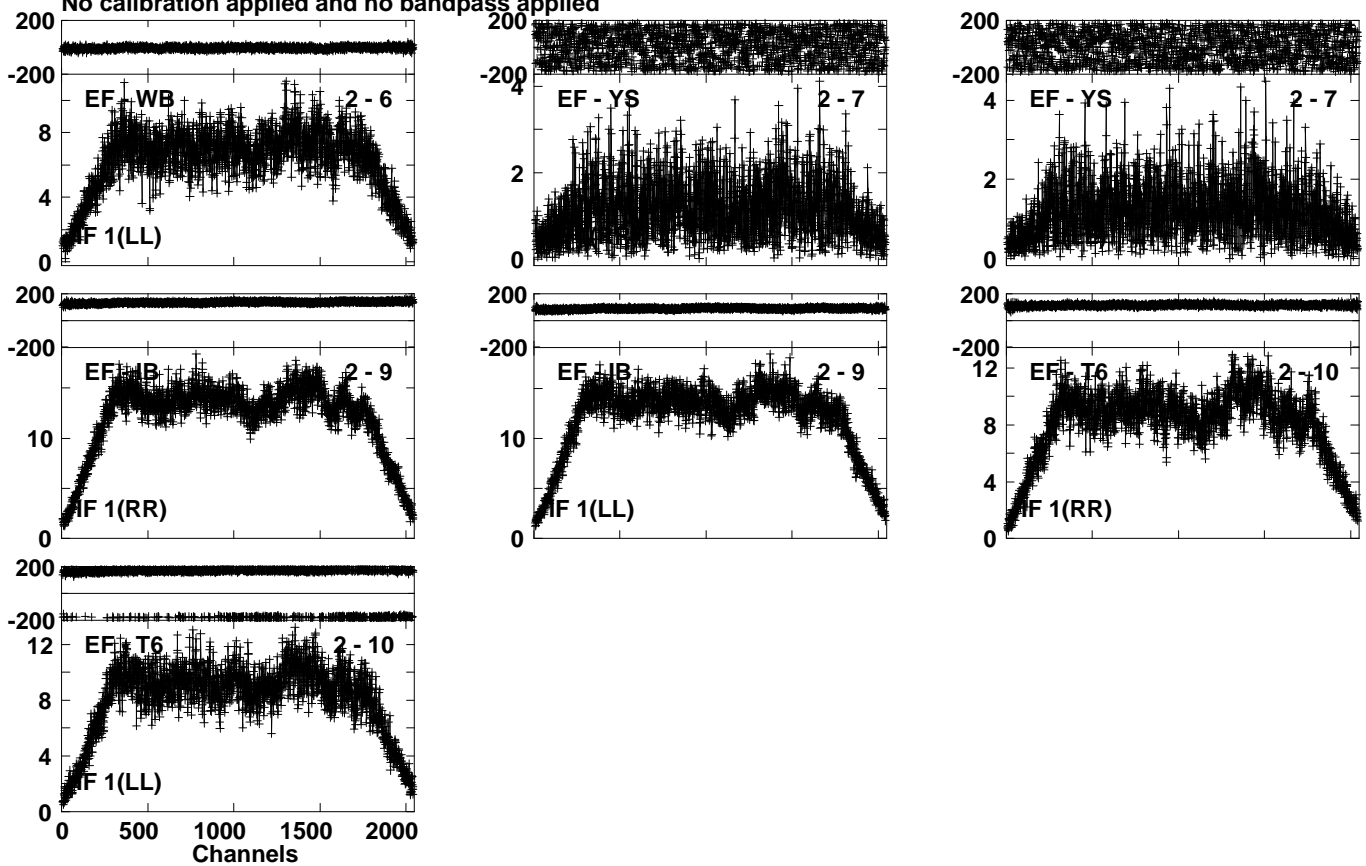 No calibration applied and no bandpass applied
200
-200
EF - WB 2 - 6
8
4
0
IF 1(LL)
200
-200
4
EF - YS 2 - 7
2
0
200
-200
4
EF - YS 2 - 7
2
0
200
-200
EF - IB 2 - 9
10
0
IF 1(RR)
200
-200
EF - IB 2 - 9
10
0
IF 1(LL)
200
-200
12
EF - T6 2 - 10
8
4
0
IF 1(RR)
200
-200
12
EF - T6 2 - 10
8
4
0
IF 1(LL)
0 500 1000 1500 2000
Channels